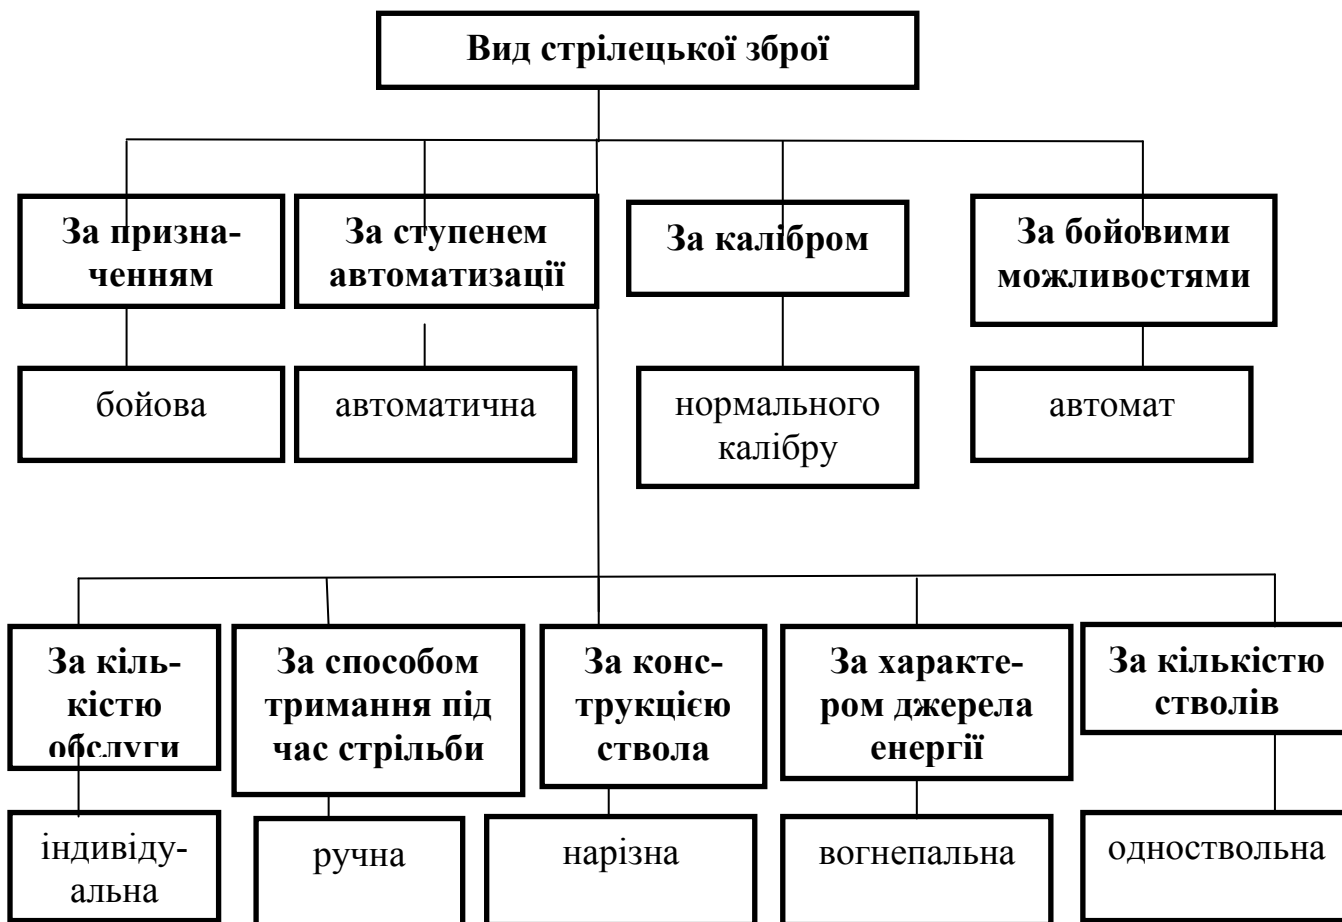 Вид стрілецької зброї
За призна-
ченням
За ступенем
автоматизації
За калібром
За бойовими
можливостями
бойова
автоматична
нормального
калібру
автомат
За кіль-
кістю
обслуги
За способом
тримання під
час стрільби
За конс-
трукцією
ствола
За характе-
ром джерела
енергії
За кількістю
стволів
індивіду-
альна
ручна
нарізна
вогнепальна
одноствольна